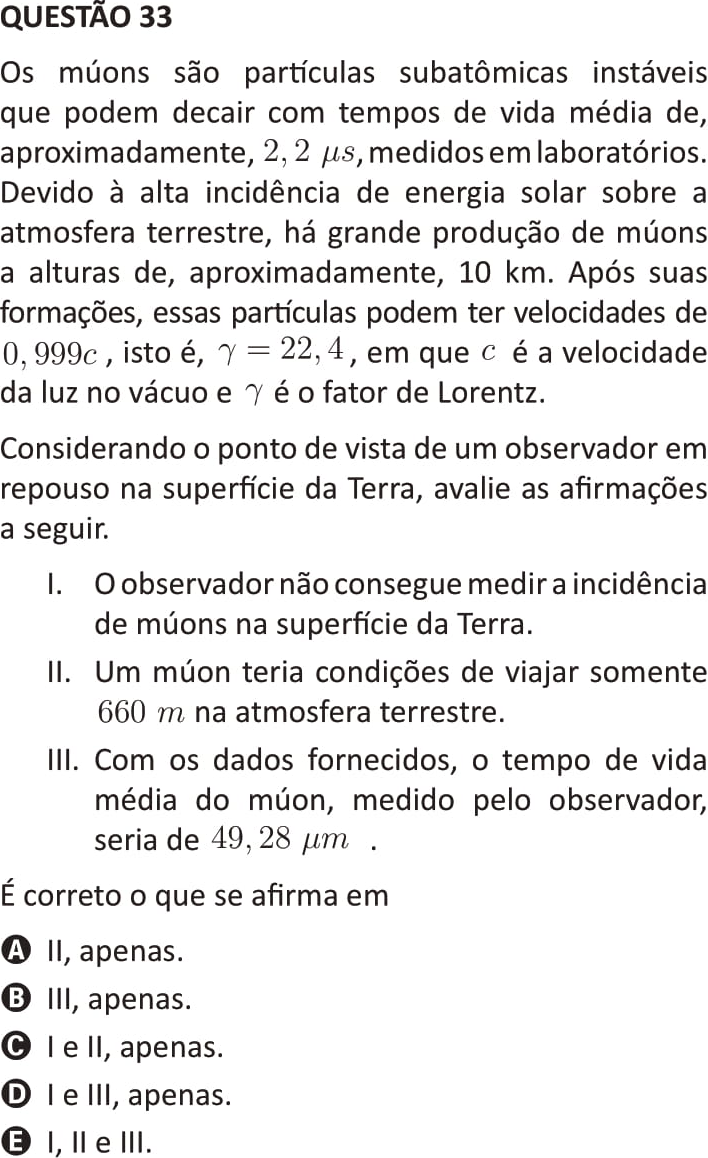 QUESTÃO 33
Os múons são partículas subatômicas instáveis
que podem decair com tempos de vida média de,
aproximadamente, 2, 2 μs, medidos em laboratórios.
Devido à alta incidência de energia solar sobre a
atmosfera terrestre, há grande produção de múons
a alturas de, aproximadamente, 10 km. Após suas
formações, essas partículas podem ter velocidades de
0, 999c , isto é, γ = 22, 4 , em que c é a velocidade
da luz no vácuo e γ é o fator de Lorentz.
Considerando o ponto de vista de um observador em
repouso na superfície da Terra, avalie as afirmações
a seguir.
I. O observador não consegue medir a incidência
de múons na superfície da Terra.
II. Um múon teria condições de viajar somente
660 m na atmosfera terrestre.
III. Com os dados fornecidos, o tempo de vida
média do múon, medido pelo observador,
seria de 49, 28 μm .
É correto o que se afirma em
A II, apenas.
B III, apenas.
C I e II, apenas.
D I e III, apenas.
E I, II e III.